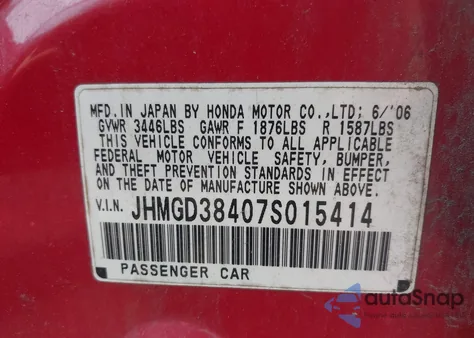 MFD. IN JAPAN BY HONDA MOTOR CO.,LTD; 6/'06
GVWR 3446LBS GAWR F 1876LBS R 1587LBS
THIS VEHICLE CONFORMS TO ALL APPLICABLE
FEDERAL MOTOR VEHICLE SAFETY, BUMPER,
AND THEFT PREVENTION STANDARDS IN EFFECT
ON THE DATE OF MANUFACTURE SHOWN ABOVE.
V.I.N. JHMGD38407S015414
PASSENGER CAR
autoSnap